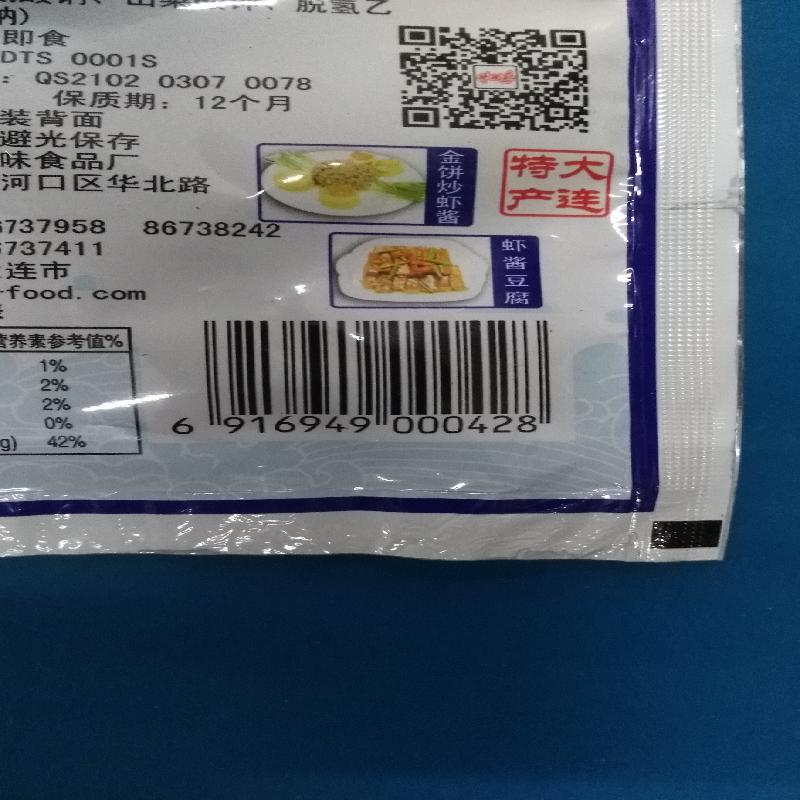 脱氢乙
钠)
即食
DTS 0001S
: QS2102 0307 0078
保质期: 12个月
装背面
避光保存
味食品厂
河口区华北路
6737958 86738242
6737411
连市
-food.com
金饼炒虾酱
特大
产连
虾酱豆腐
营养素参考值%
1%
2%
2%
0%
g) 42%
6 916949 000428